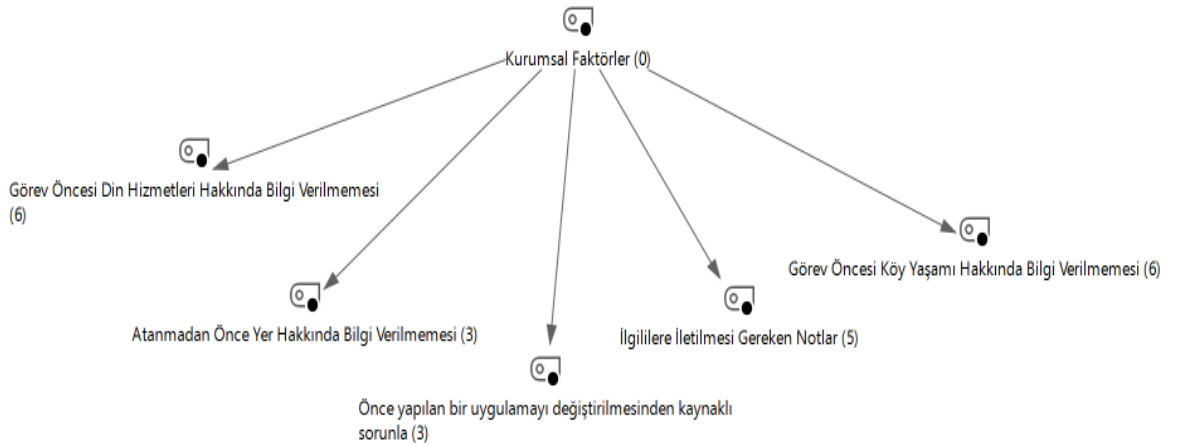 Kurumsal Faktörler (0)
Görev Öncesi Din Hizmetleri Hakkında Bilgi Verilmemesi
(6)
Görev Öncesi Köy Yaşamı Hakkında Bilgi Verilmemesi (6)
Atanmadan Önce Yer Hakkında Bilgi Verilmemesi (3)
İlgililere İletilmesi Gereken Notlar (5)
Önce yapılan bir uygulamayı değiştirilmesinden kaynaklı
sorunla (3)